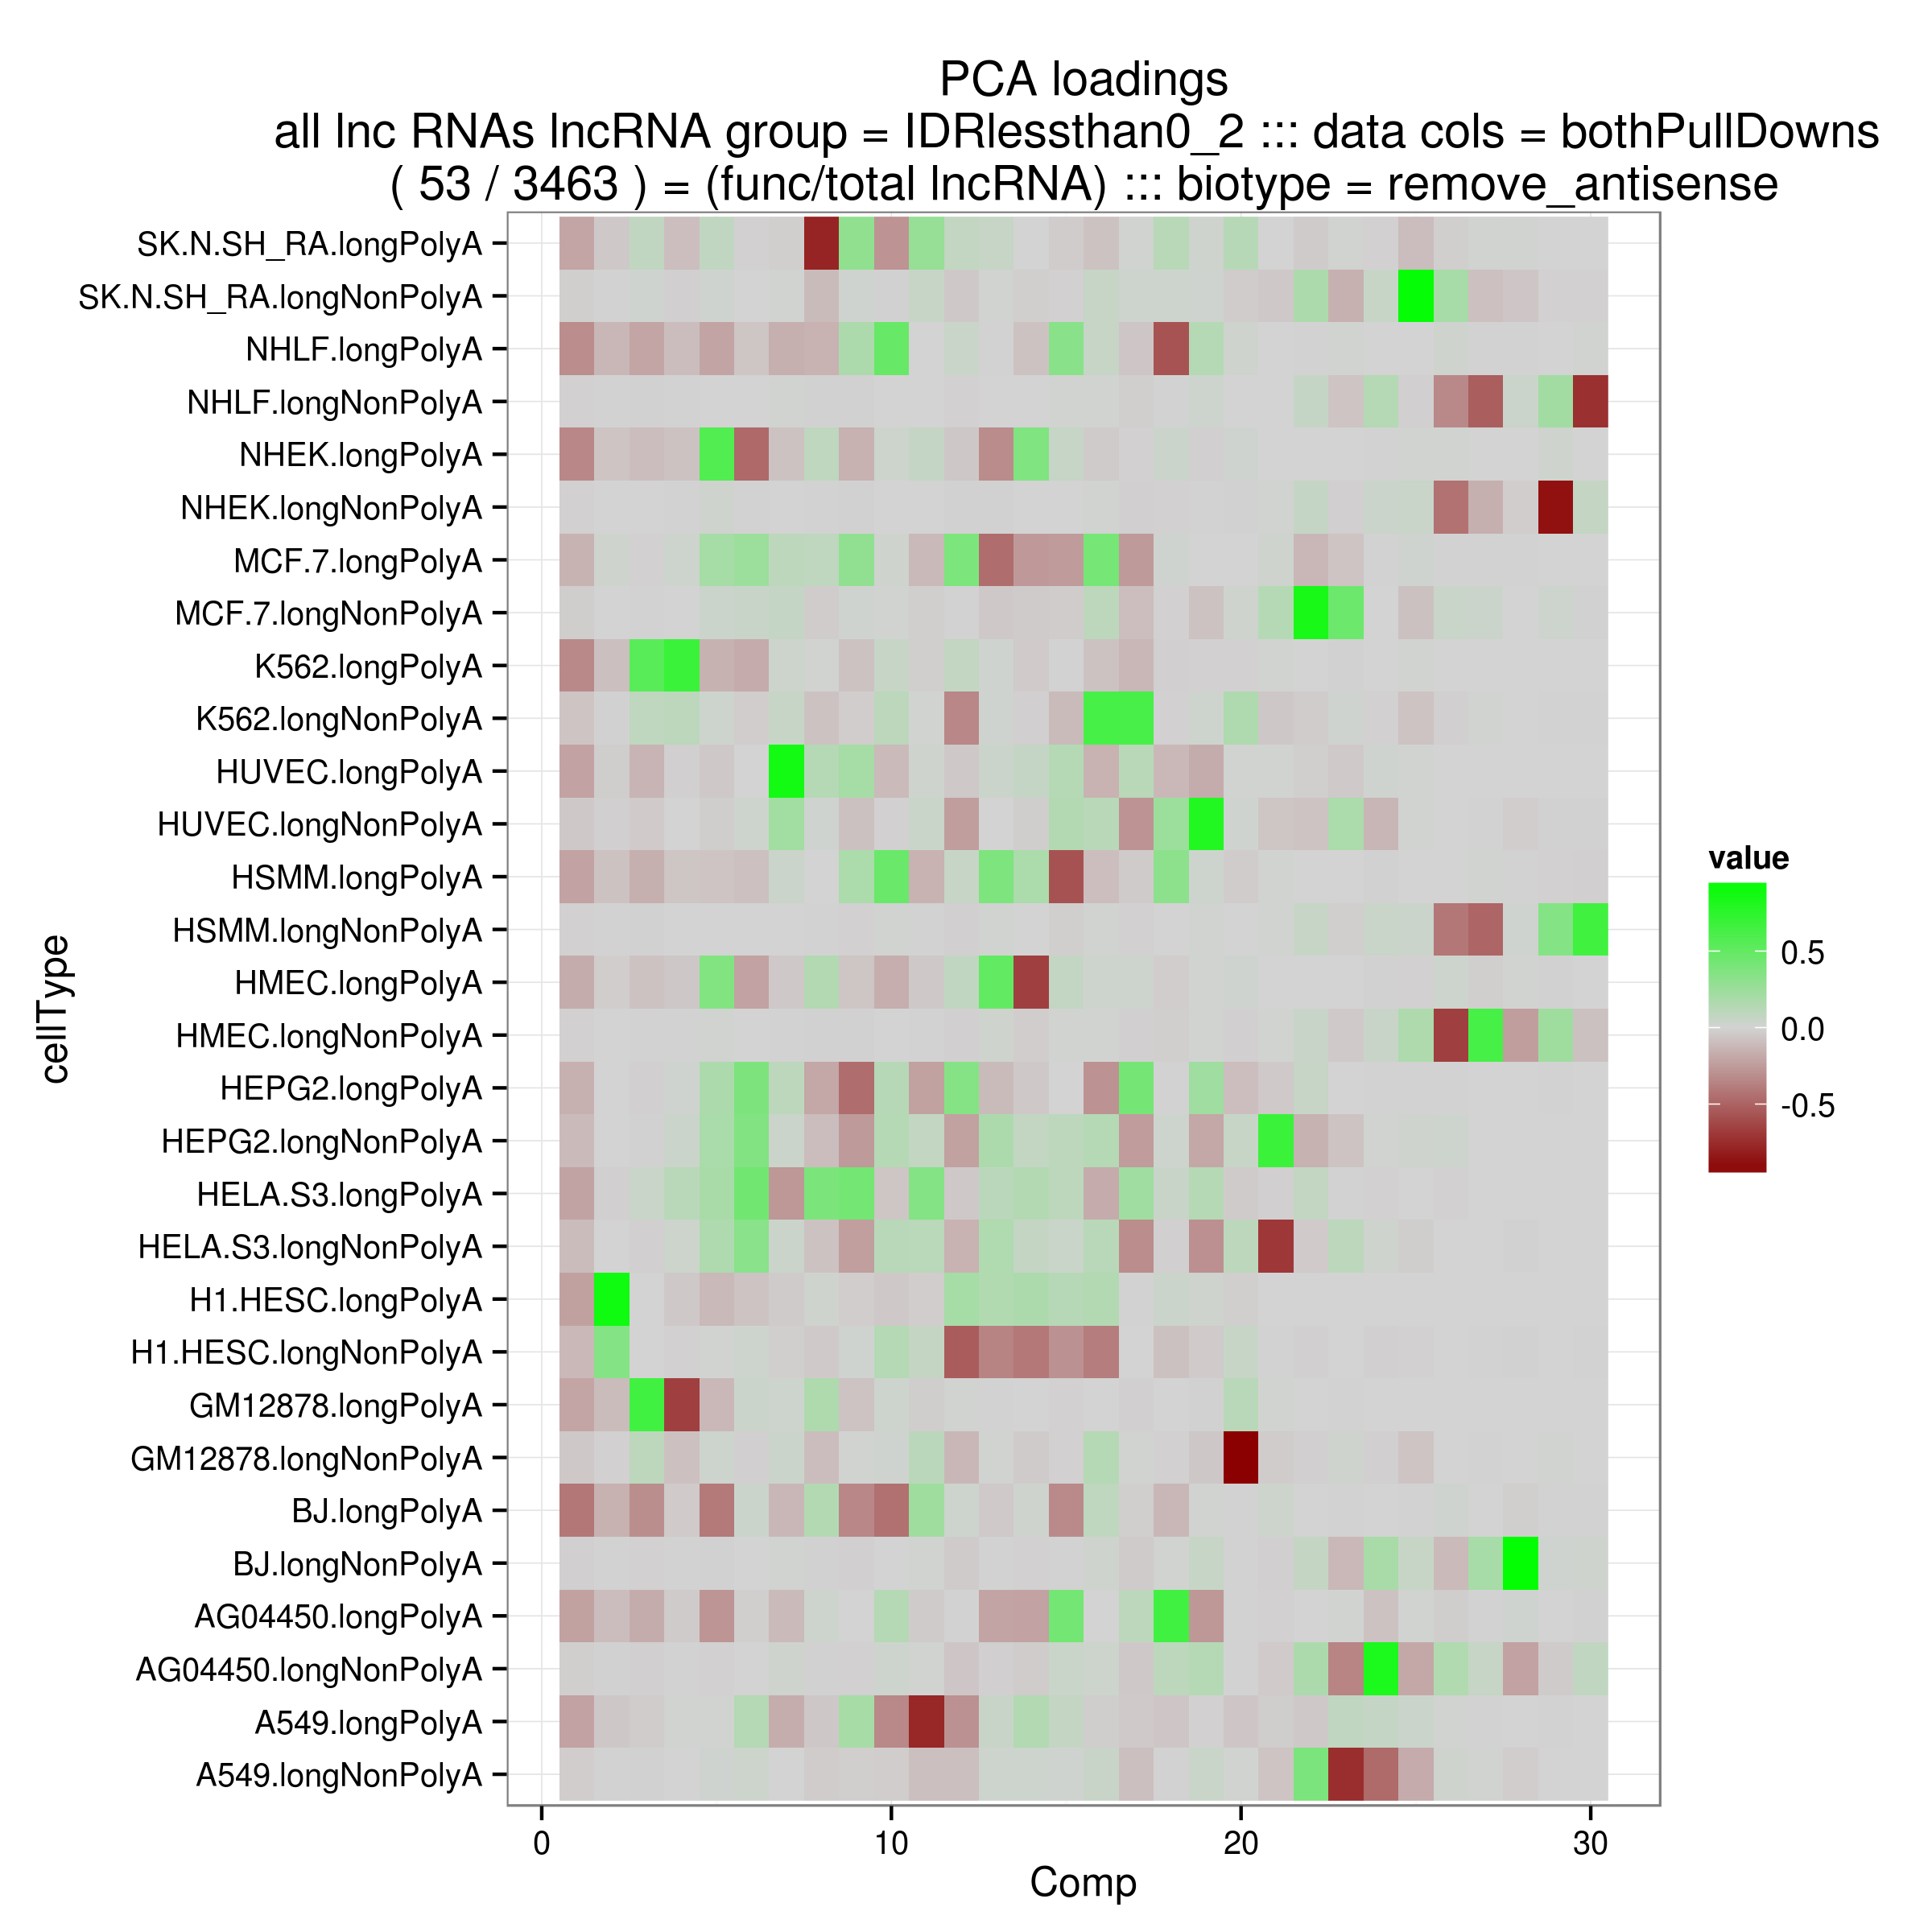 PCA loadings
all lnc RNAs lncRNA group = IDRlessthan0_2 ::: data cols = bothPullDowns
( 53 / 3463 ) = (func/total lncRNA) ::: biotype = remove_antisense
SK.N.SH_RA.longPolyA
SK.N.SH_RA.longNonPolyA
NHLF.longPolyA
NHLF.longNonPolyA
NHEK.longPolyA
NHEK.longNonPolyA
MCF.7.longPolyA
MCF.7.longNonPolyA
K562.longPolyA
K562.longNonPolyA
HUVEC.longPolyA
HUVEC.longNonPolyA
HSMM.longPolyA
HSMM.longNonPolyA
HMEC.longPolyA
HMEC.longNonPolyA
HEPG2.longPolyA
HEPG2.longNonPolyA
HELA.S3.longPolyA
HELA.S3.longNonPolyA
H1.HESC.longPolyA
H1.HESC.longNonPolyA
GM12878.longPolyA
GM12878.longNonPolyA
BJ.longPolyA
BJ.longNonPolyA
AG04450.longPolyA
AG04450.longNonPolyA
A549.longPolyA
A549.longNonPolyA
cellType
0 10 20 30
Comp
value
0.5
0.0
-0.5